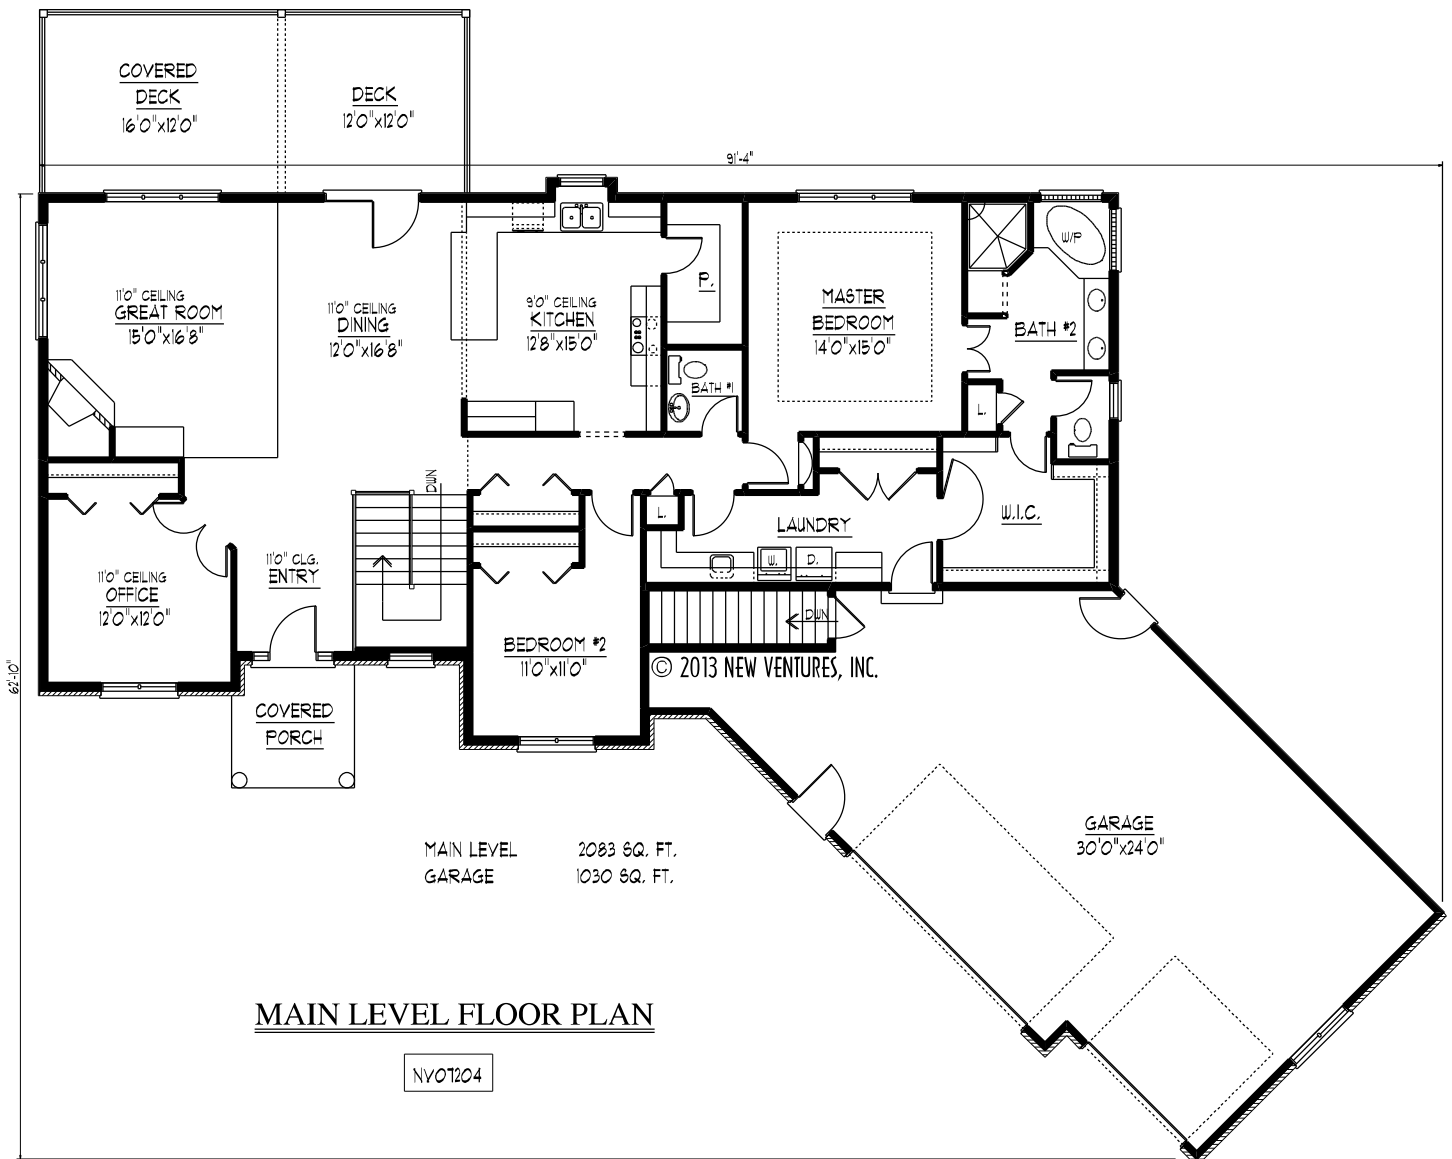 COVERED
DECK
16'0"x12'0"
DECK
12'0"x12'0"
91'-4"
11'0" CEILING
GREAT ROOM
15'0"x16'8"
11'0" CEILING
DINING
12'0"x16'8"
9'0" CEILING
KITCHEN
12'8"x15'0"
P.
MASTER
BEDROOM
14'0"x15'0"
W/P
BATH #2
BATH #1
L.
DWN
L.
LAUNDRY
W.I.C.
W.
D.
11'0" CEILING
OFFICE
12'0"x12'0"
11'0" CLG.
ENTRY
BEDROOM #2
11'0"x11'0"
DWN
© 2013 NEW VENTURES, INC.
62'-10"
COVERED
PORCH
GARAGE
30'0"x24'0"
MAIN LEVEL 2083 SQ. FT.
GARAGE 1030 SQ. FT.
MAIN LEVEL FLOOR PLAN
NV07204